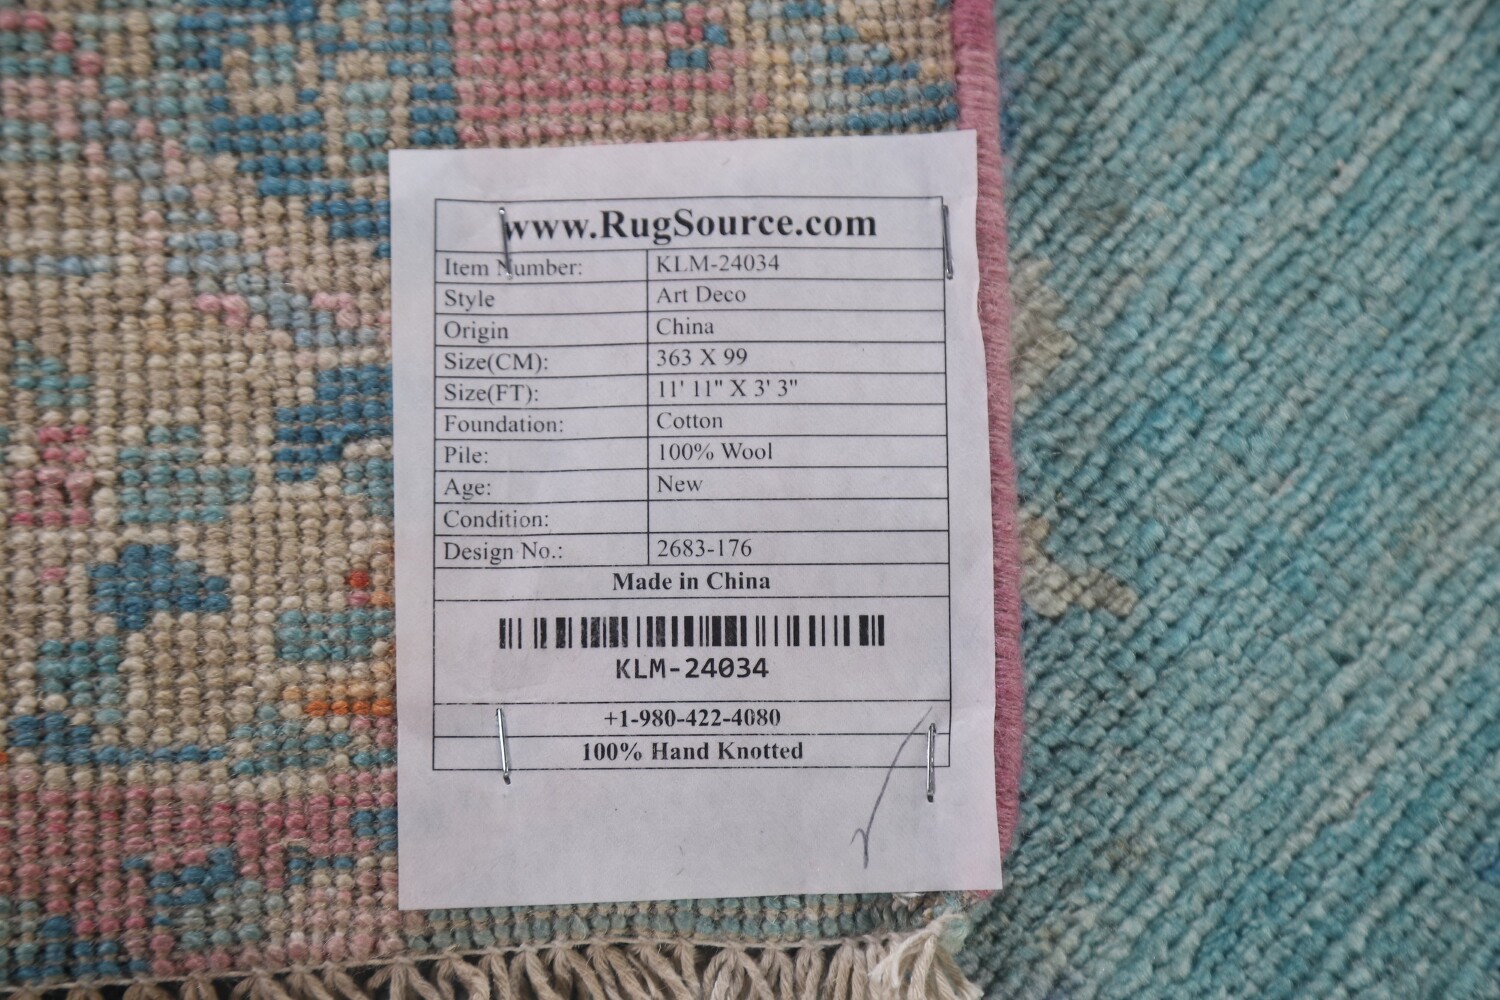 www.RugSource.com
Item Number: KLM-24034
Style Art Deco
Origin China
Size(CM): 363 X 99
Size(FT): 11' 11" X 3' 3"
Foundation: Cotton
Pile: 100% Wool
Age: New
Condition:
Design No.: 2683-176
Made in China
KLM-24034
+1-980-422-4080
100% Hand Knotted